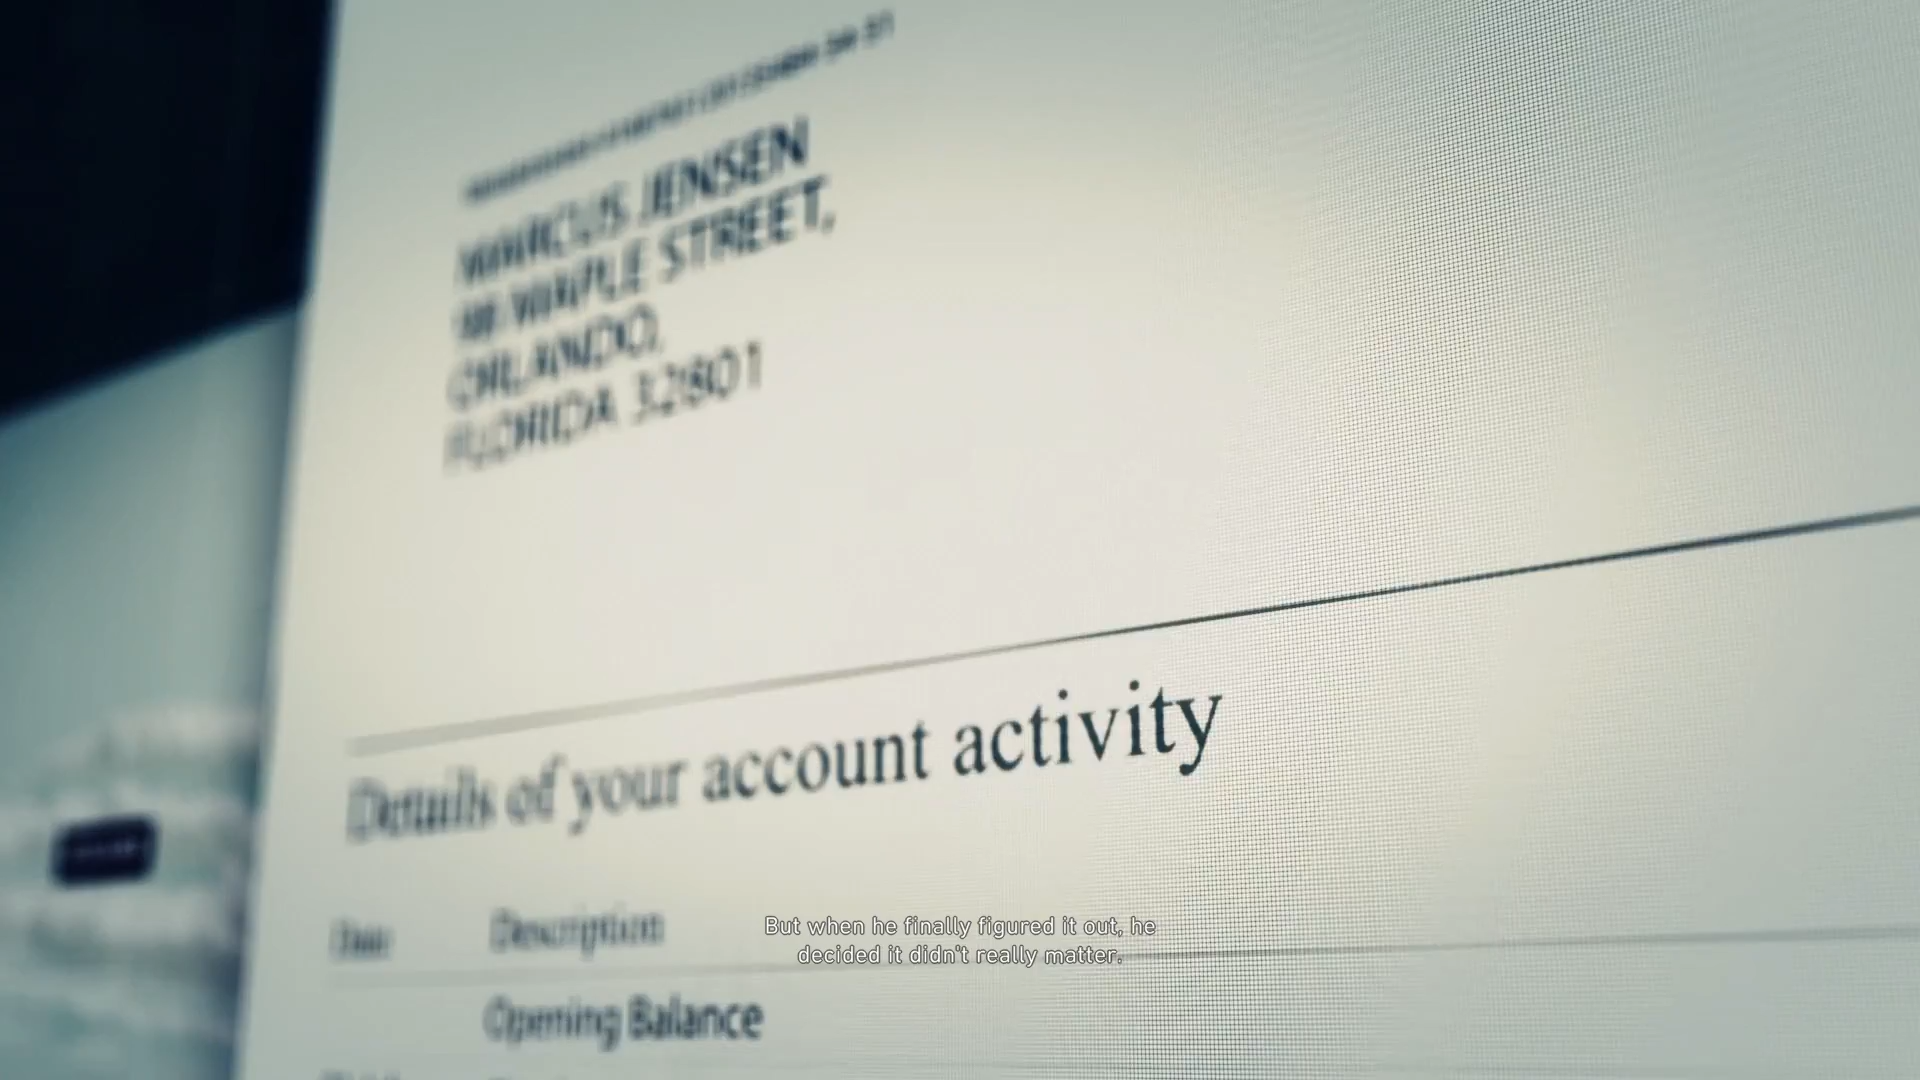 MARCUS JENSEN
MAPLE STREET,
ORLANDO,
FLORIDA 32801
Details of your account activity
Date Description
Opening Balance
But when he finally figured it out, he
decided it didn't really matter.